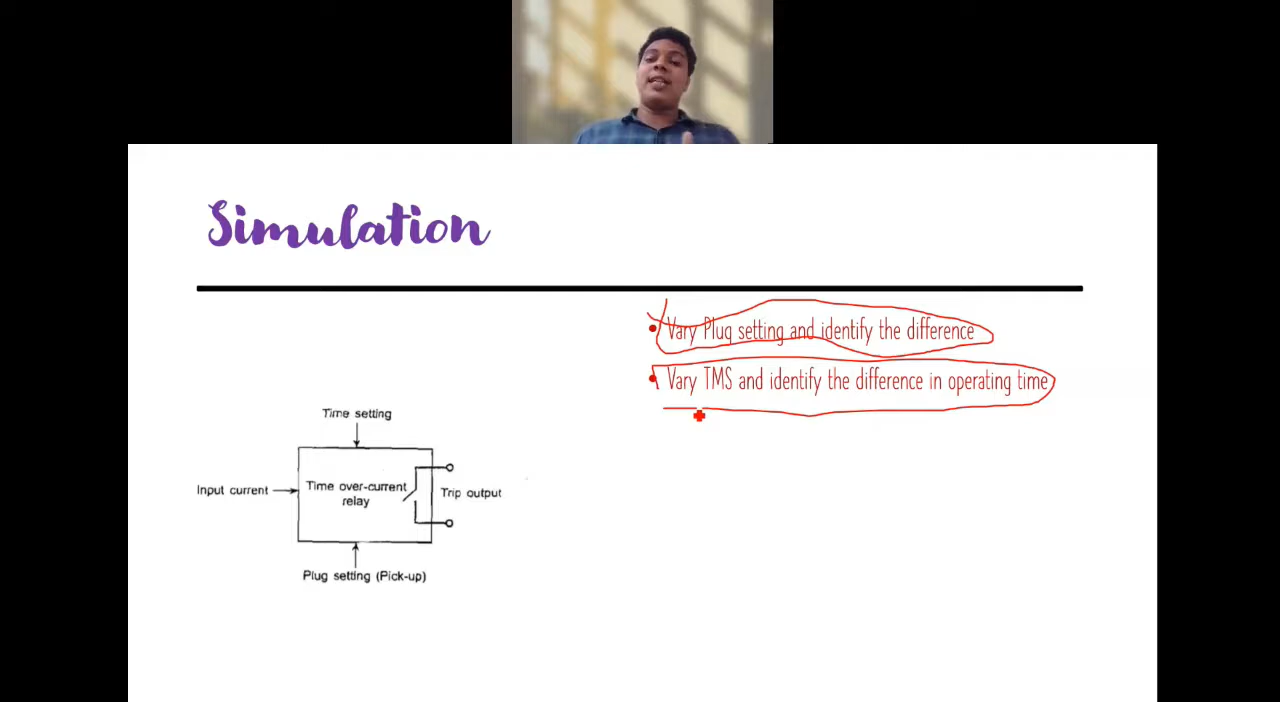 Simulation
• Vary Plug setting and identify the difference
• Vary TMS and identify the difference in operating time
Time setting
Input current
Time over-current
relay
Trip output
Plug setting (Pick-up)